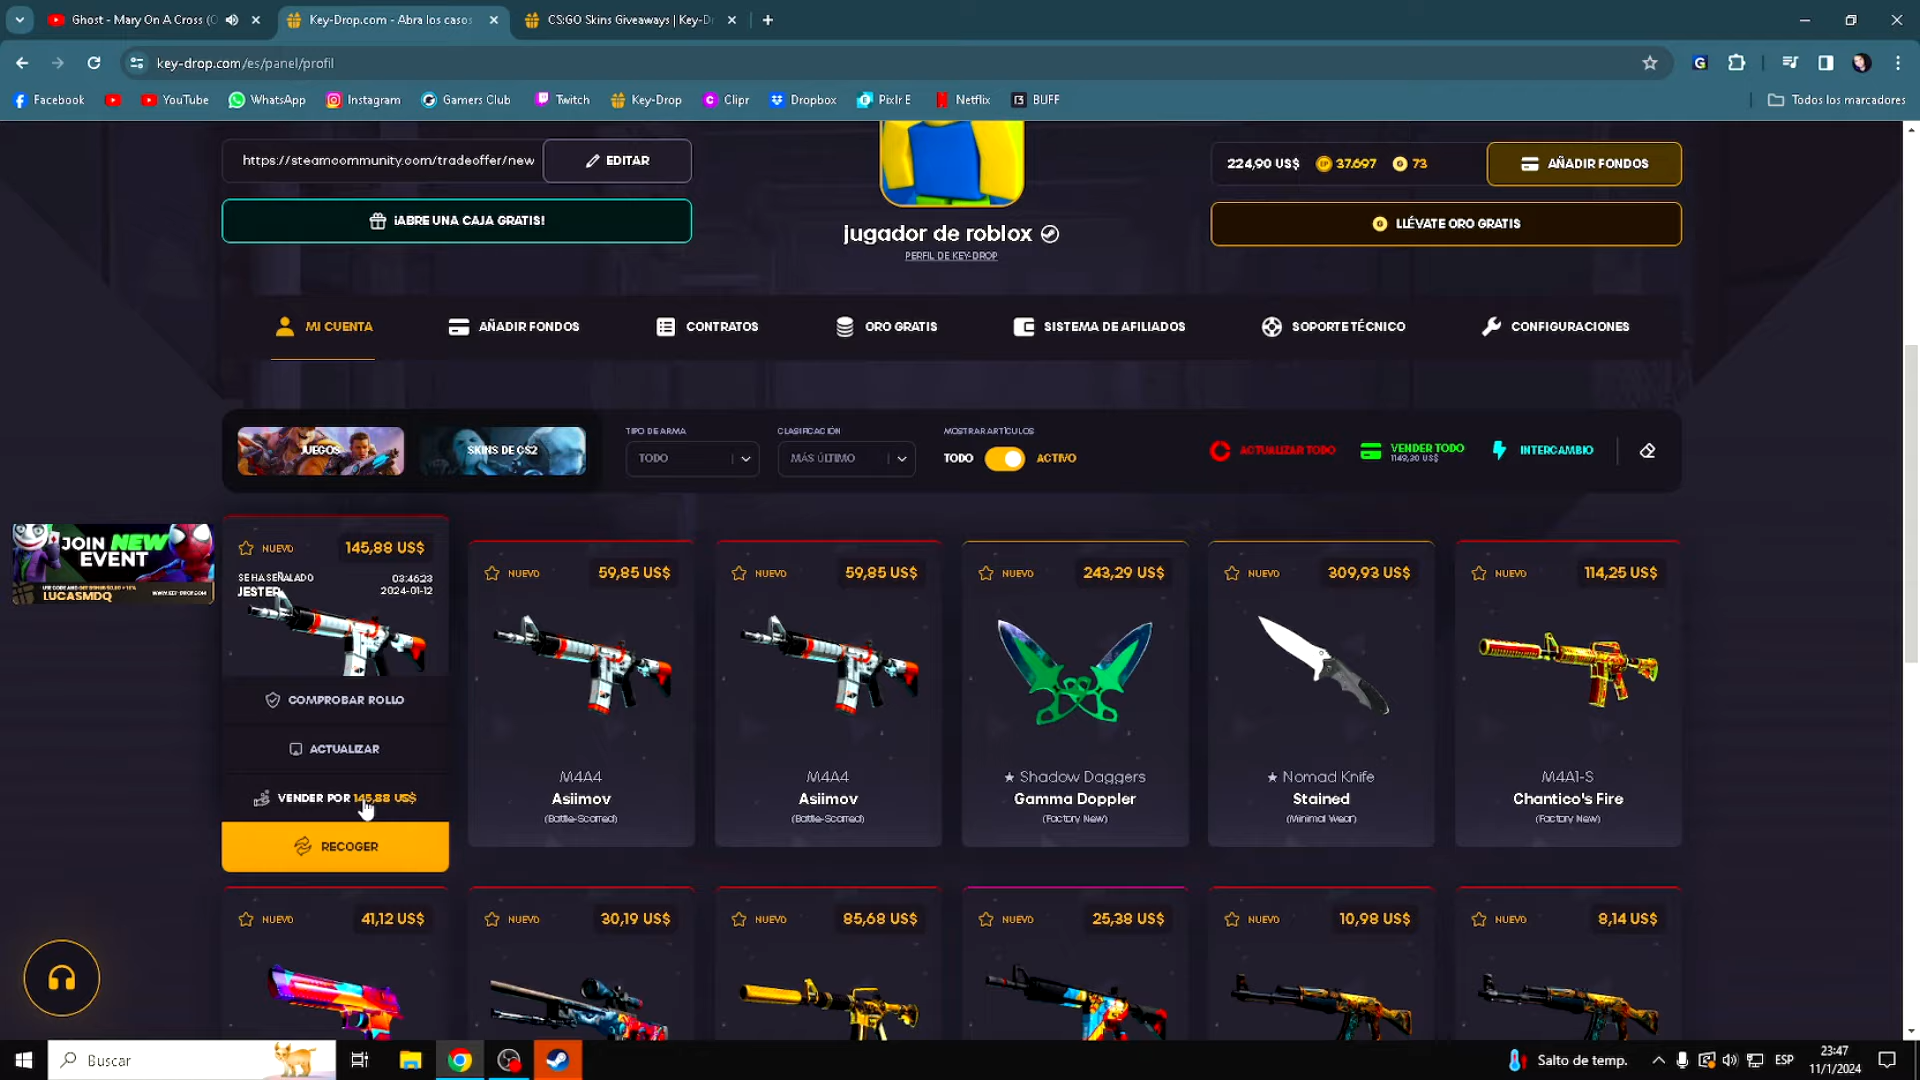 Ghost - Mary On A Cross (O
Key-Drop.com - Abra los casos
CS:GO Skins Giveaways | Key-D
key-drop.com/es/panel/profil
Facebook
YouTube
WhatsApp
Instagram
Gamers Club
Twitch
Key-Drop
Clipr
Dropbox
Pixlr E
Netflix
BUFF
Todos los marcadores
https://steamcommunity.com/tradeoffer/new
EDITAR
224,90 US$
37.697
73
AÑADIR FONDOS
¡ABRE UNA CAJA GRATIS!
LLÉVATE ORO GRATIS
jugador de roblox
PERFIL DE KEY-DROP
MI CUENTA
AÑADIR FONDOS
CONTRATOS
ORO GRATIS
SISTEMA DE AFILIADOS
SOPORTE TÉCNICO
CONFIGURACIONES
JUEGOS
SKINS DE CS2
TIPO DE ARMA
TODO
CLASIFICACIÓN
MÁS ÚLTIMO
MOSTRAR ARTÍCULOS
TODO
ACTIVO
ACTUALIZAR TODO
VENDER TODO
1149,30 US$
INTERCAMBIO
JOIN NEW
EVENT
LUCASMDQ
WWW.KEY-DROP.COM
NUEVO
145,88 US$
SE HA SEÑALADO
JESTER
03:46:23
2024-01-12
COMPROBAR ROLLO
ACTUALIZAR
VENDER POR 145,88 US$
RECOGER
NUEVO
59,85 US$
M4A4
Asiimov
(Battle-Scarred)
NUEVO
59,85 US$
M4A4
Asiimov
(Battle-Scarred)
NUEVO
243,29 US$
★ Shadow Daggers
Gamma Doppler
(Factory New)
NUEVO
309,93 US$
★ Nomad Knife
Stained
(Minimal Wear)
NUEVO
114,25 US$
M4A1-S
Chantico's Fire
(Factory New)
NUEVO
41,12 US$
NUEVO
30,19 US$
NUEVO
85,68 US$
NUEVO
25,38 US$
NUEVO
10,98 US$
NUEVO
8,14 US$
Buscar
Salto de temp.
ESP
23:47
11/1/2024